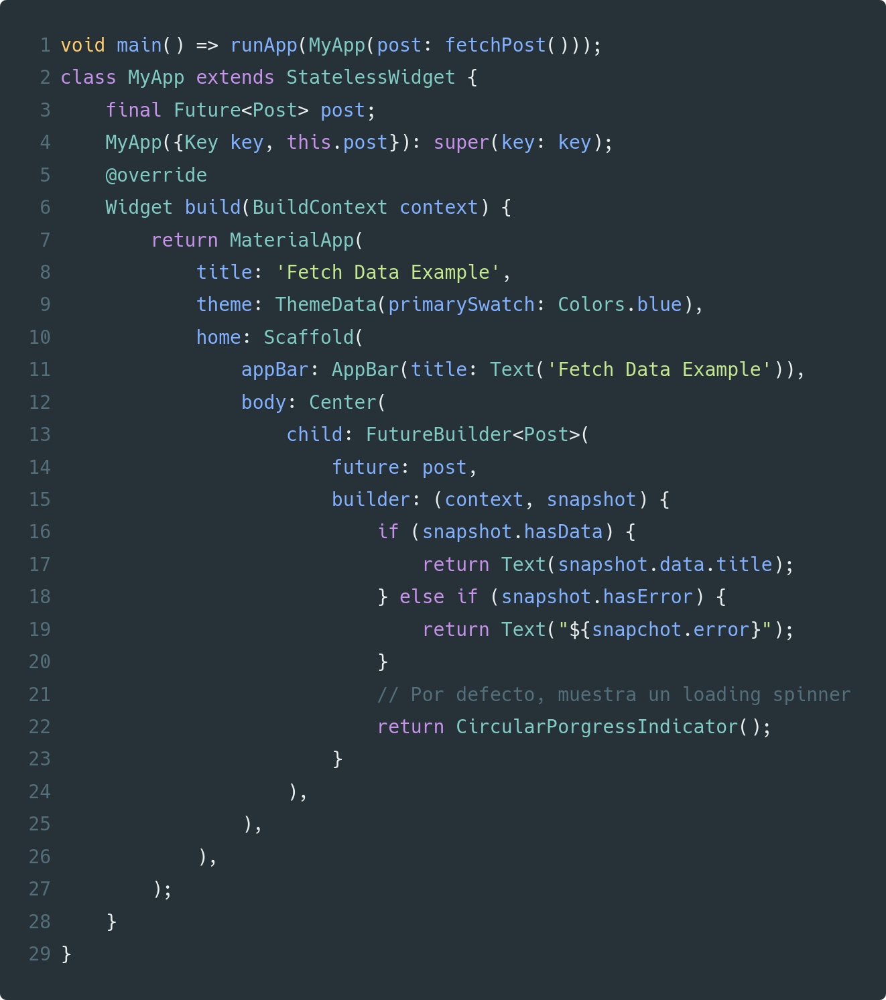 1 void main() => runApp(MyApp(post: fetchPost()));
2 class MyApp extends StatelessWidget {
3     final Future<Post> post;
4     MyApp({Key key, this.post}): super(key: key);
5     @override
6     Widget build(BuildContext context) {
7         return MaterialApp(
8             title: 'Fetch Data Example',
9             theme: ThemeData(primarySwatch: Colors.blue),
10             home: Scaffold(
11                 appBar: AppBar(title: Text('Fetch Data Example')),
12                 body: Center(
13                     child: FutureBuilder<Post>(
14                         future: post,
15                         builder: (context, snapshot) {
16                             if (snapshot.hasData) {
17                                 return Text(snapshot.data.title);
18                             } else if (snapshot.hasError) {
19                                 return Text("${snapchot.error}");
20                             }
21                             // Por defecto, muestra un loading spinner
22                             return CircularPorgressIndicator();
23                         }
24                     ),
25                 ),
26             ),
27         );
28     }
29 }